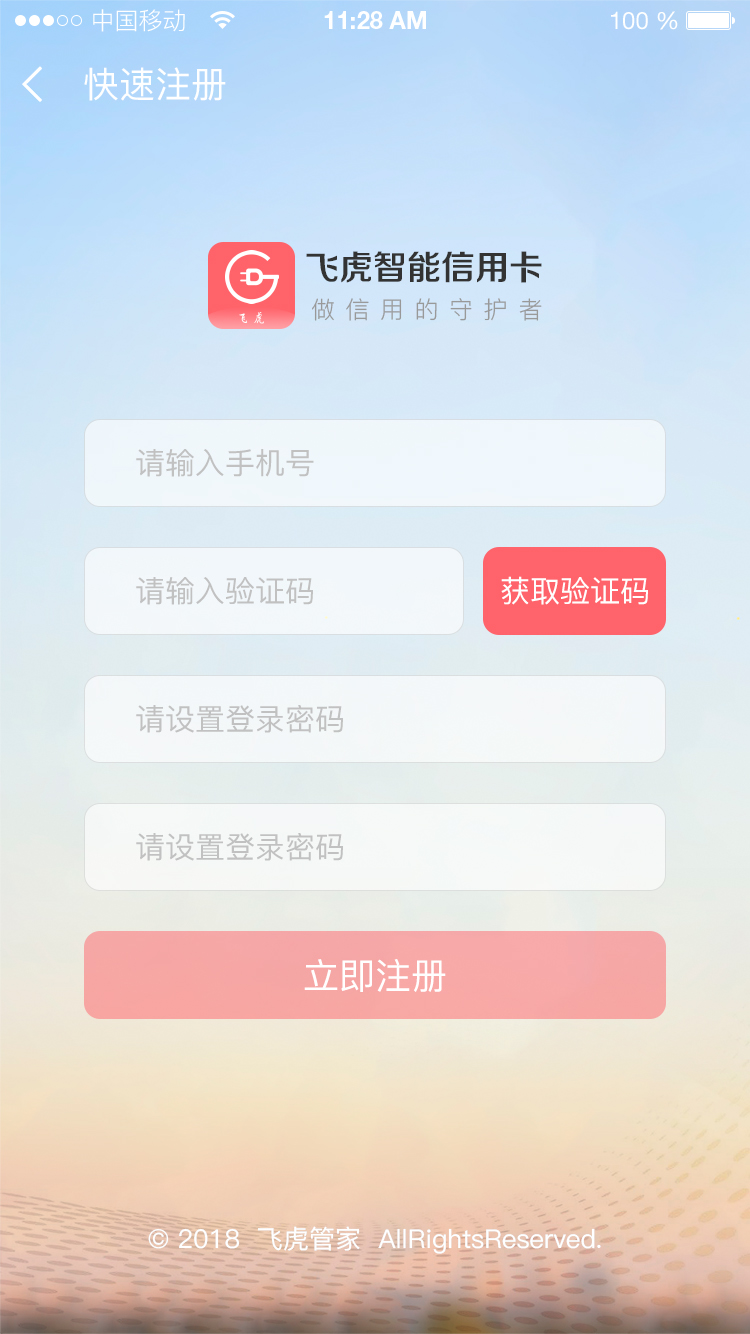 中国移动 11:28 AM 100 %
快速注册
飞虎智能信用卡
做信用的守护者
飞虎
请输入手机号
请输入验证码 获取验证码
请设置登录密码
请设置登录密码
立即注册
© 2018 飞虎管家 AllRightsReserved.